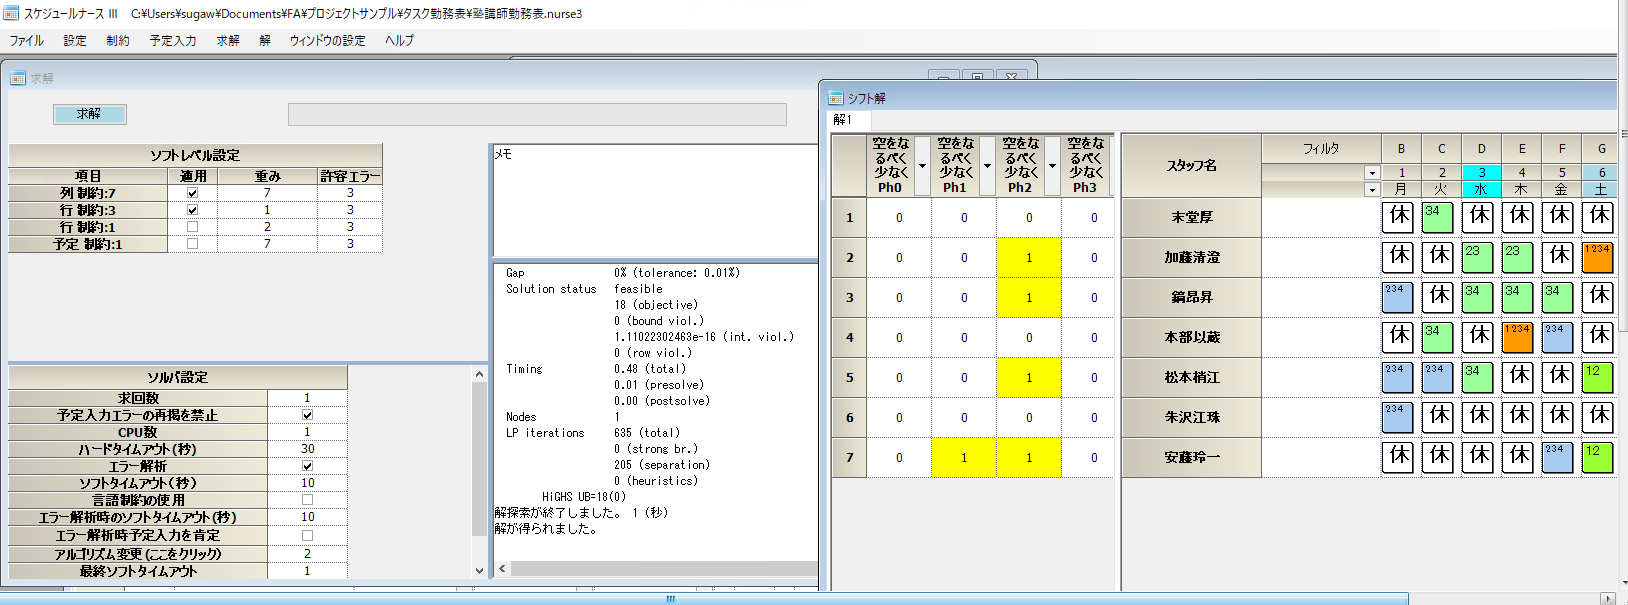 スケジュールナース Ⅲ　C:¥Users¥sugaw¥Documents¥FA¥プロジェクトサンプル¥タスク勤務表¥塾講師勤務表.nurse3
ファイル 設定 制約 予定入力 求解 解 ウィンドウの設定 ヘルプ
求解
求解
ソフトレベル設定
項目 適用 重み 許容エラー
列 制約:7 7 3
行 制約:3 1 3
行 制約:1 2 3
予定 制約:1 7 3
メモ
ソルバ設定
求回数 1
予定入力エラーの再掲を禁止
CPU数 1
ハードタイムアウト(秒) 30
エラー解析
ソフトタイムアウト(秒) 10
言語制約の使用
エラー解析時のソフトタイムアウト(秒) 10
エラー解析時予定入力を肯定
アルゴリズム変更(ここをクリック) 2
最終ソフトタイムアウト 1
Gap 0% (tolerance: 0.01%)
Solution status feasible
18 (objective)
0 (bound viol.)
1.11022302463e-16 (int. viol.)
0 (row viol.)
Timing 0.48 (total)
0.01 (presolve)
0.00 (postsolve)
Nodes 1
LP iterations 635 (total)
0 (strong br.)
205 (separation)
0 (heuristics)
HiGHS UB=18(0)
解探索が終了しました。 1 (秒)
解が得られました。
シフト解
解1
空をなるべく少なく Ph0 空をなるべく少なく Ph1 空をなるべく少なく Ph2 空をなるべく少なく Ph3
スタッフ名 フィルタ B C D E F G
1 2 3 4 5 6
月 火 水 木 金 土
1 0 0 0 0 末堂厚 休 34 休 休 休 休
2 0 0 1 0 加藤清澄 休 休 23 23 休 1234
3 0 0 1 0 鎬昂昇 234 休 34 34 34 休
4 0 0 0 0 本部以蔵 休 34 休 1234 234 休
5 0 0 1 0 松本梢江 234 234 34 休 休 12
6 0 0 0 0 朱沢江珠 234 休 休 休 休 休
7 0 1 1 0 安藤玲一 休 休 休 休 234 12